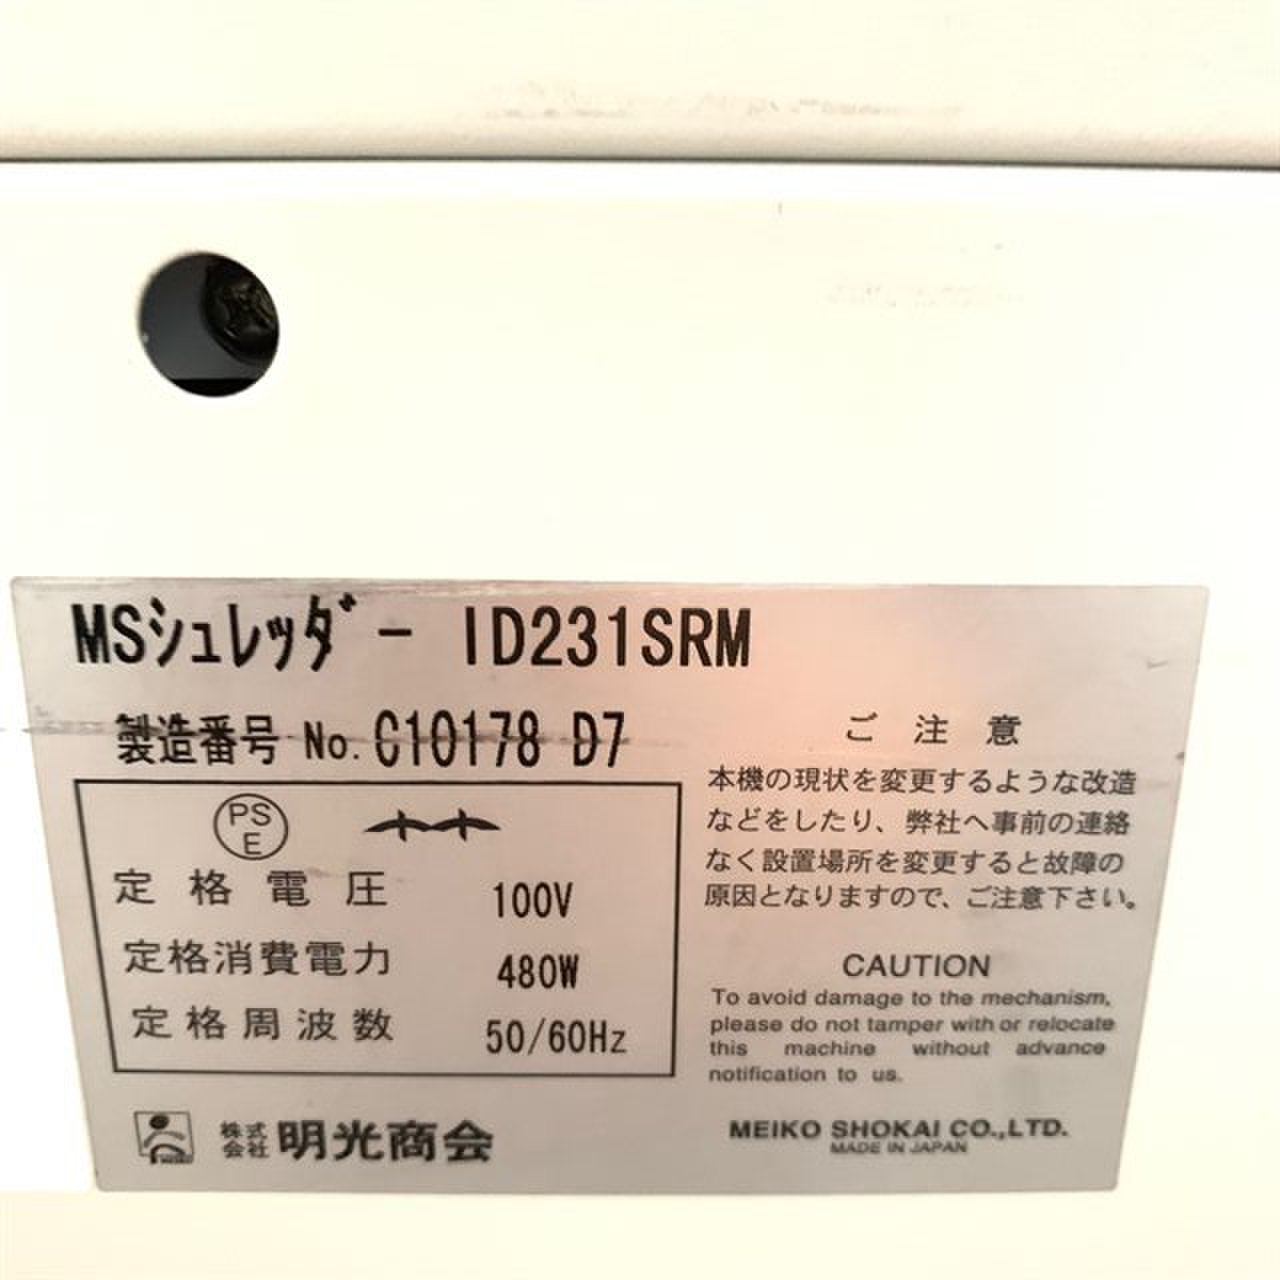 MSシュレッダー ID231SRM
製造番号 No. C10178 D7
PS
E
定格電圧 100V
定格消費電力 480W
定格周波数 50/60Hz
株式
会社 明光商会
ご注意
本機の現状を変更するような改造
などをしたり、弊社へ事前の連絡
なく設置場所を変更すると故障の
原因となりますので、ご注意下さい。
CAUTION
To avoid damage to the mechanism,
please do not tamper with or relocate
this machine without advance
notification to us.
MEIKO SHOKAI CO.,LTD.
MADE IN JAPAN